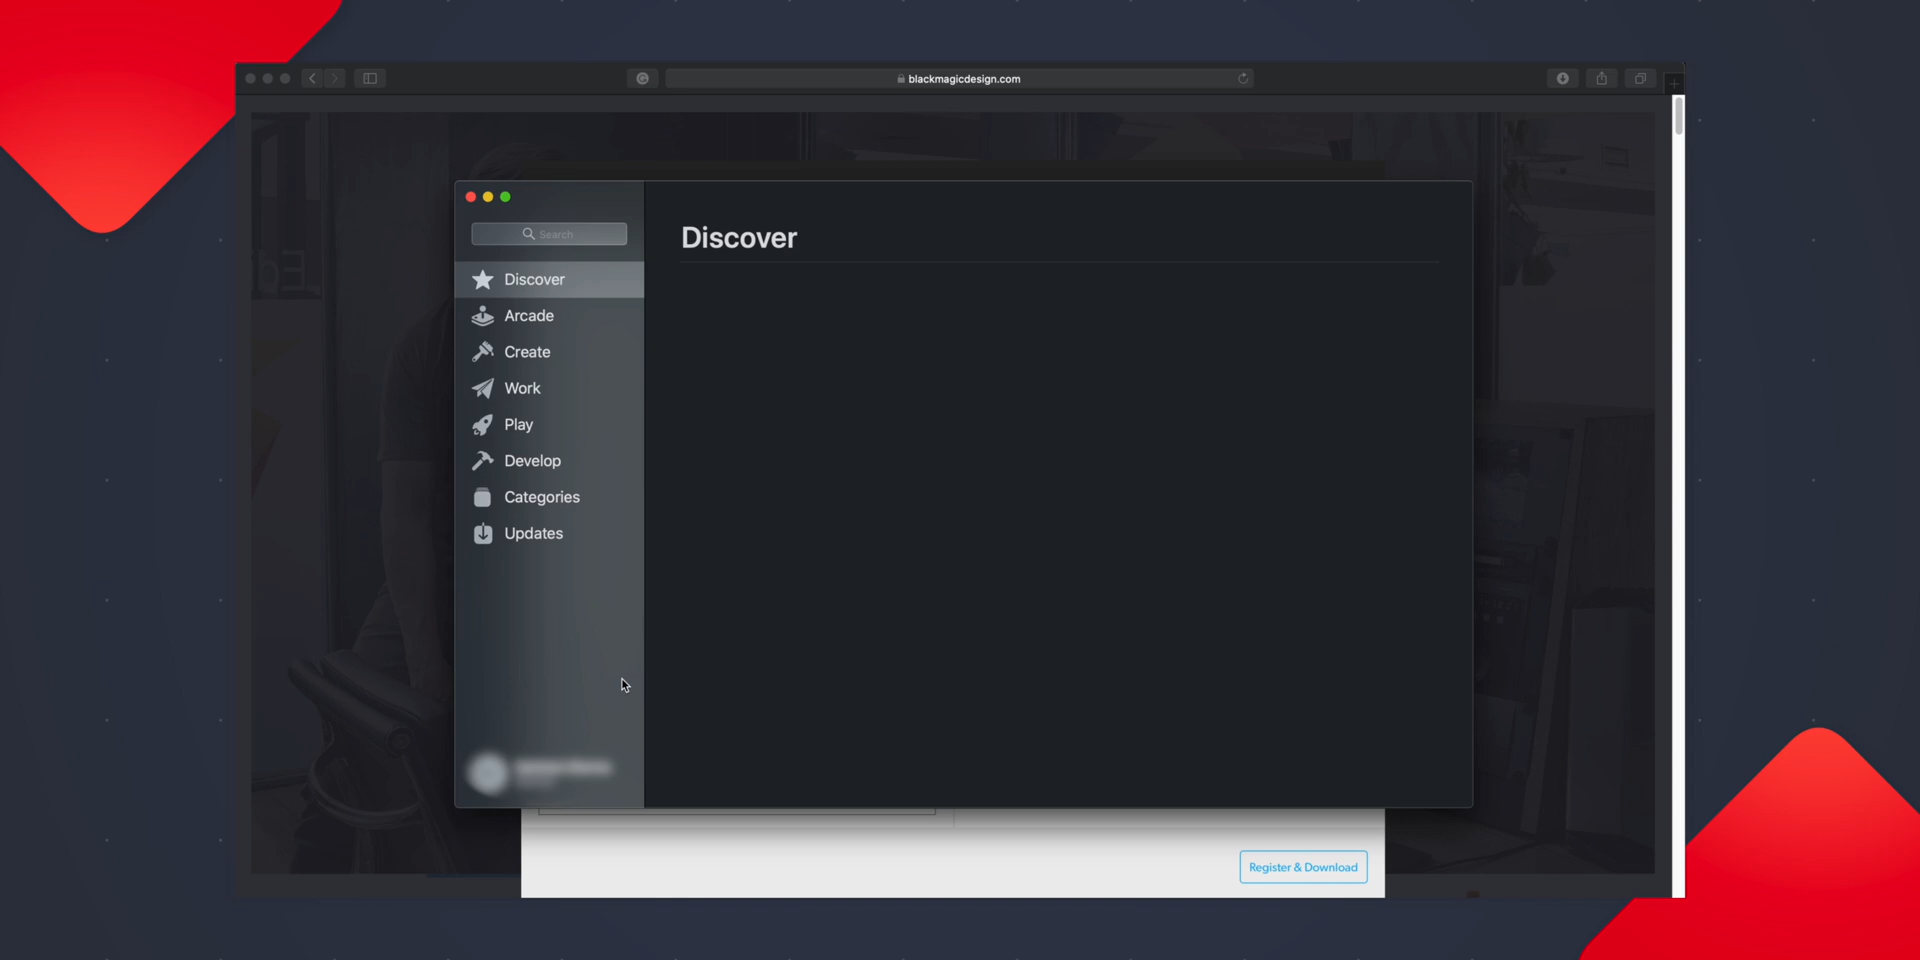 blackmagicdesign.com
Search
Discover
Discover
Arcade
Create
Work
Play
Develop
Categories
Updates
Register & Download